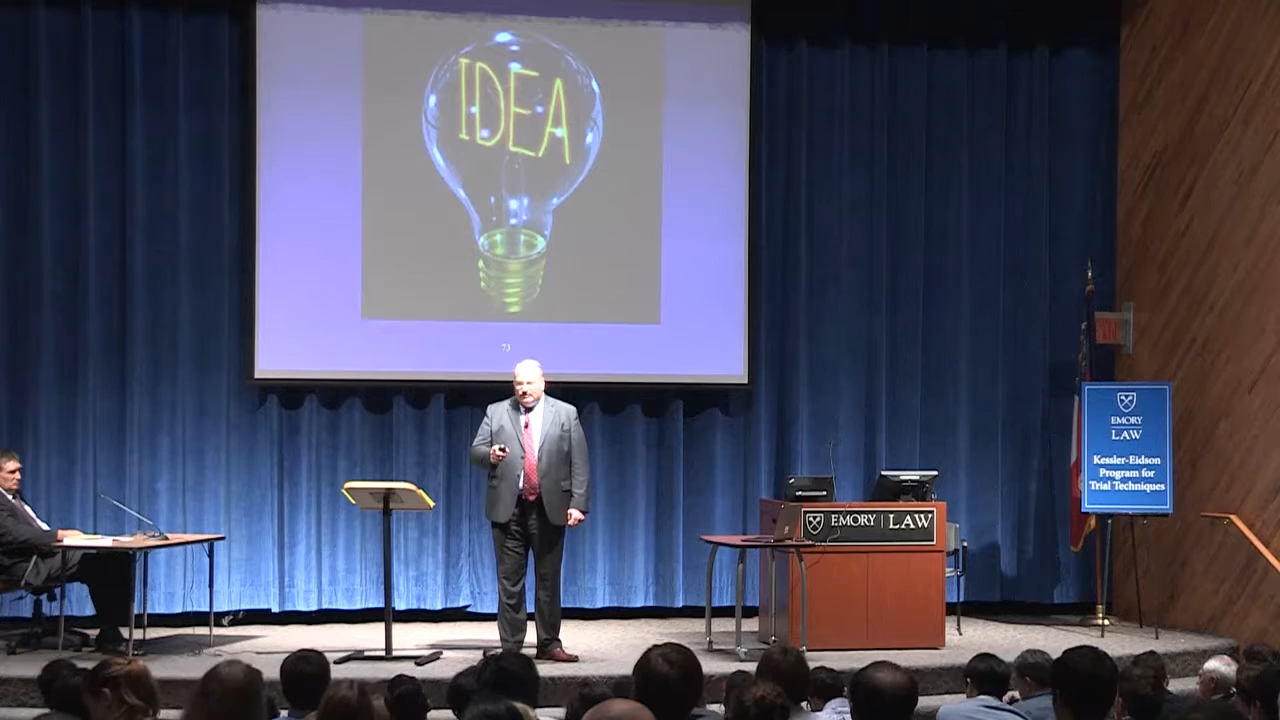 IDEA
73
EMORY | LAW
EMORY
LAW
Kessler-Eidson
Program for
Trial Techniques